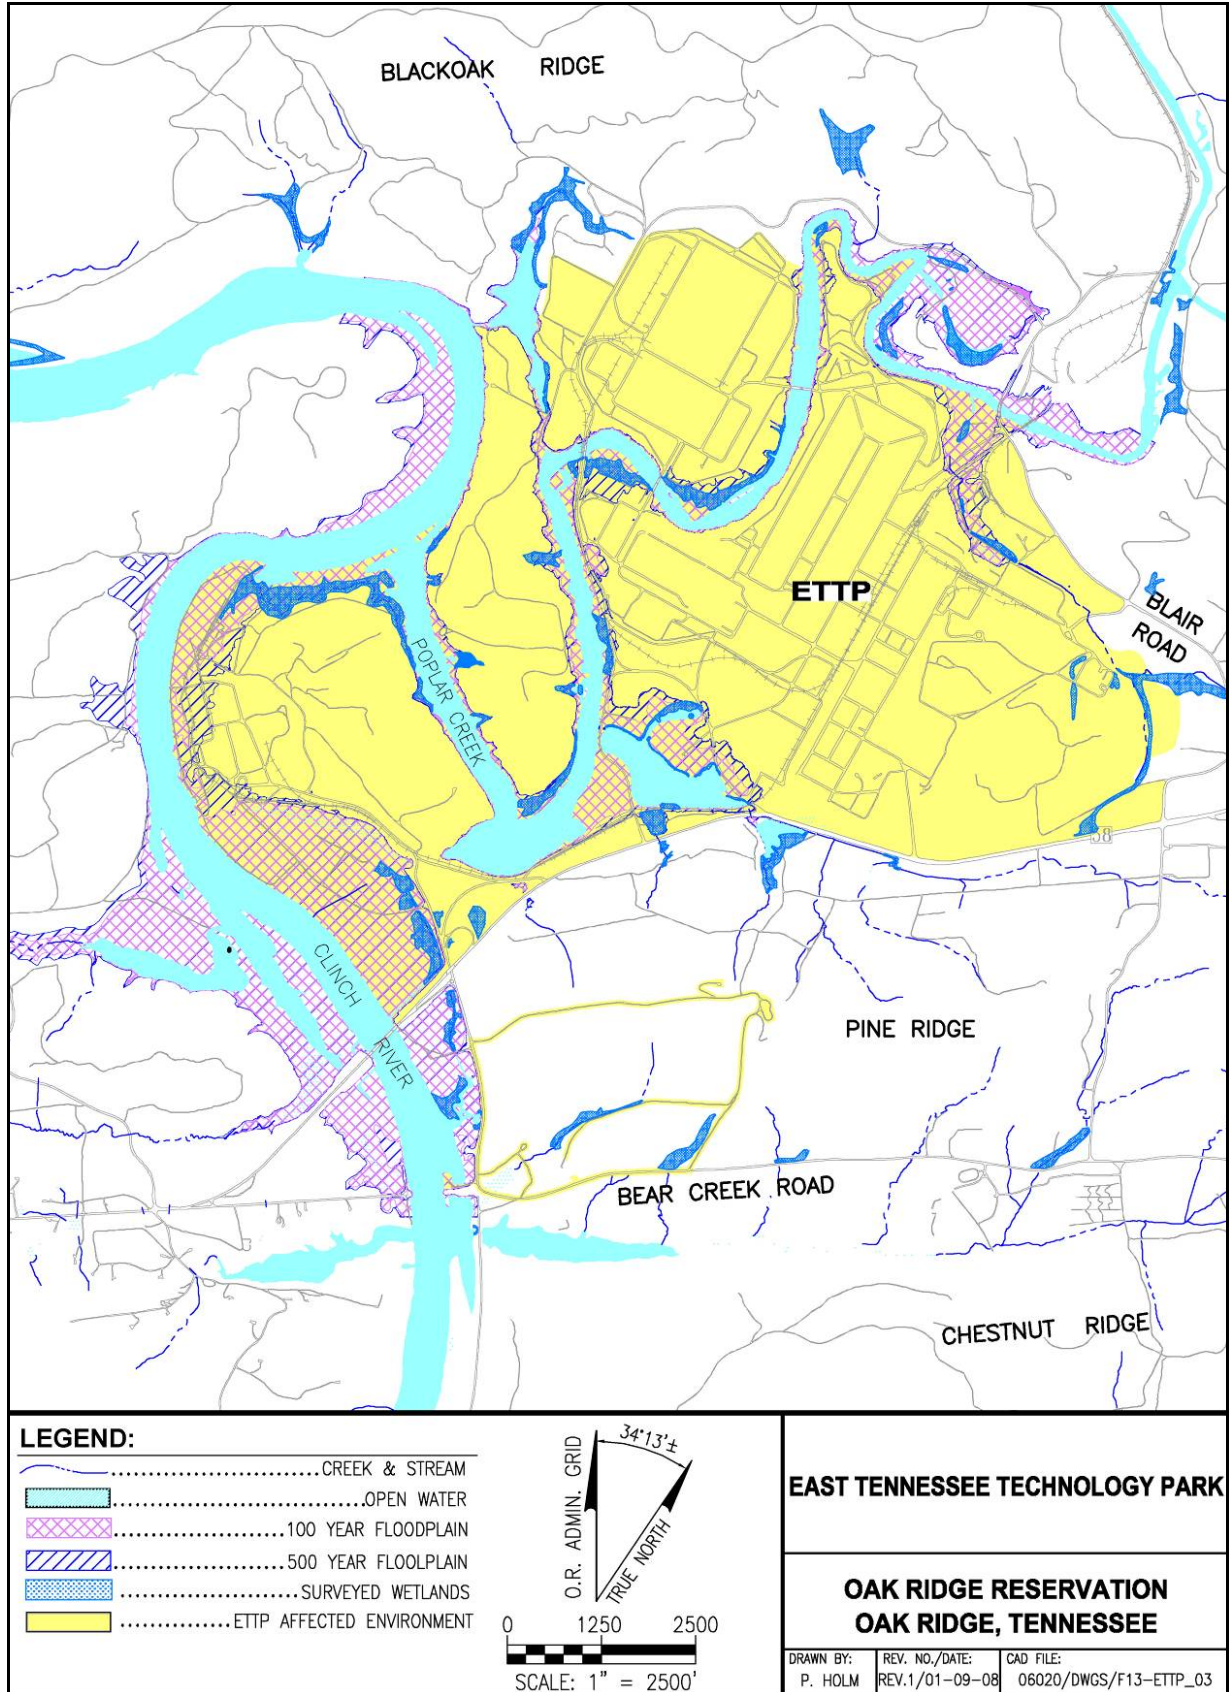 BLACKOAK RIDGE
ETTP
BLAIR
ROAD
POPLAR CREEK
58
CLINCH
RIVER
PINE RIDGE
BEAR CREEK ROAD
CHESTNUT RIDGE
LEGEND:
CREEK & STREAM
OPEN WATER
100 YEAR FLOODPLAIN
500 YEAR FLOOLPLAIN
SURVEYED WETLANDS
ETTP AFFECTED ENVIRONMENT
O.R. ADMIN. GRID
34°13'±
TRUE NORTH
0 1250 2500
SCALE: 1" = 2500'
EAST TENNESSEE TECHNOLOGY PARK
OAK RIDGE RESERVATION
OAK RIDGE, TENNESSEE
DRAWN BY:
P. HOLM
REV. NO./DATE:
REV.1/01-09-08
CAD FILE:
06020/DWGS/F13-ETTP_03